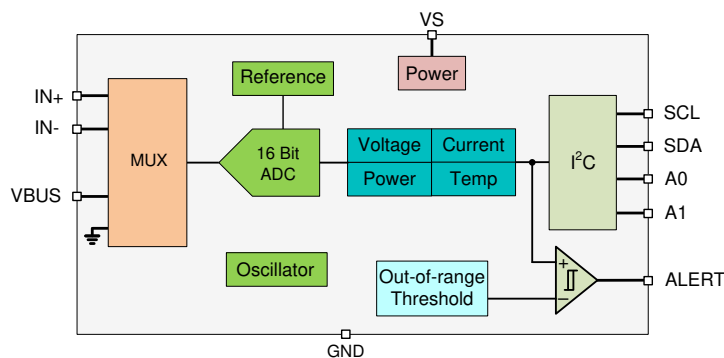 VS
Reference
Power
IN+
IN-
VBUS
MUX
16 Bit
ADC
Voltage
Current
Power
Temp
I²C
SCL
SDA
A0
A1
Oscillator
Out-of-range
Threshold
+
−
ALERT
GND